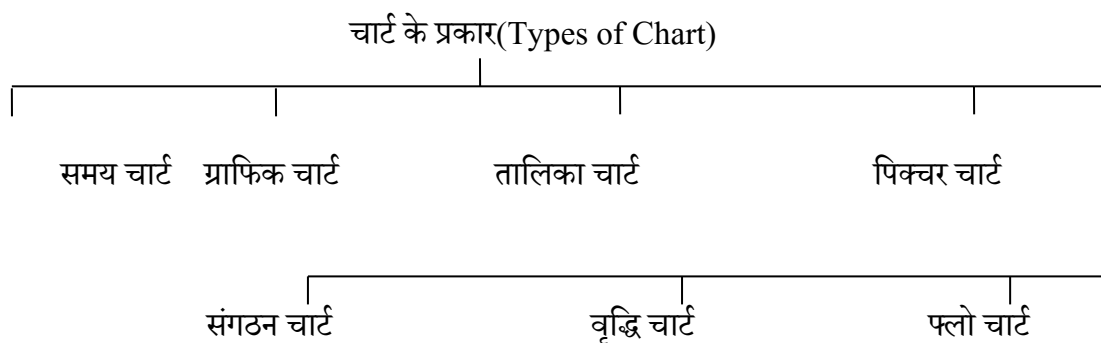 चार्ट के प्रकार(Types of Chart)
समय चार्ट ग्राफिक चार्ट तालिका चार्ट पिक्चर चार्ट
संगठन चार्ट वृद्धि चार्ट फ्लो चार्ट